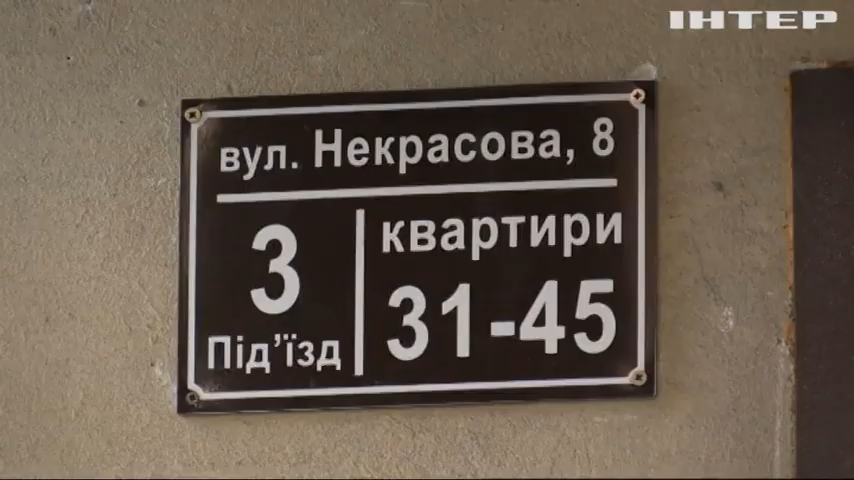 ІНТЕР
вул. Некрасова, 8
3
Під'їзд
квартири
31-45